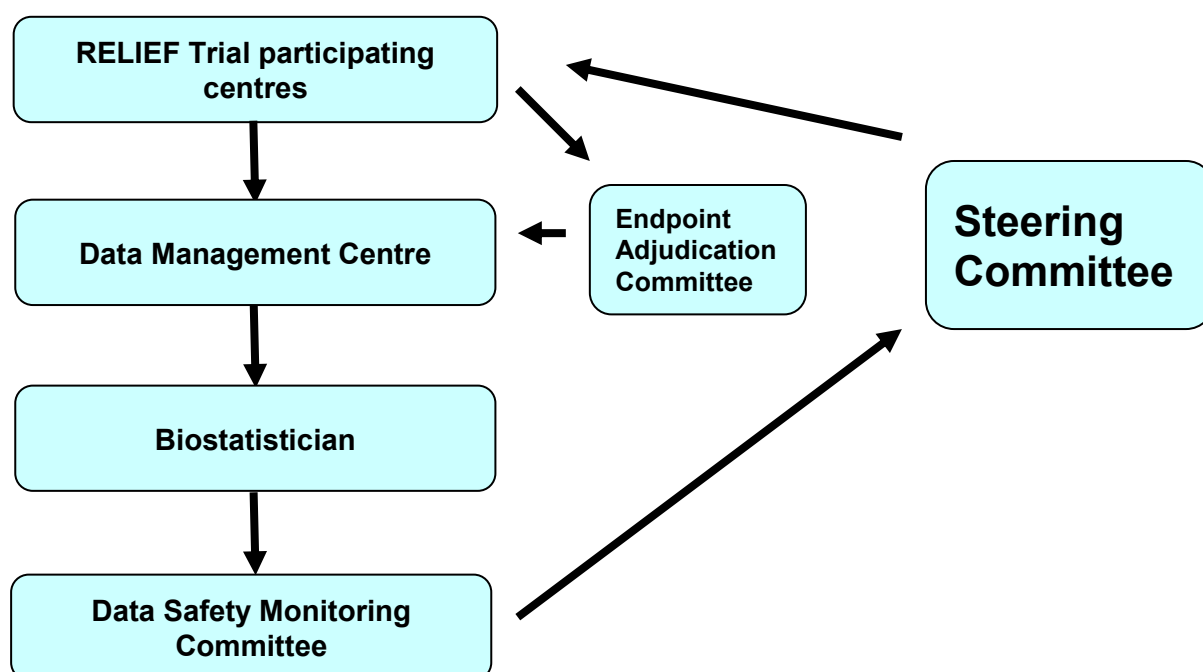 RELIEF Trial participating
centres
Data Management Centre
Endpoint
Adjudication
Committee
Steering
Committee
Biostatistician
Data Safety Monitoring
Committee